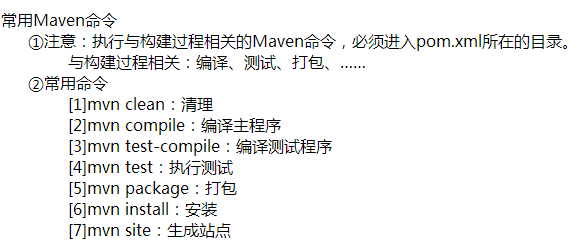 常用Maven命令
①注意：执行与构建过程相关的Maven命令，必须进入pom.xml所在的目录。
与构建过程相关：编译、测试、打包、……
②常用命令
[1]mvn clean：清理
[2]mvn compile：编译主程序
[3]mvn test-compile：编译测试程序
[4]mvn test：执行测试
[5]mvn package：打包
[6]mvn install：安装
[7]mvn site：生成站点